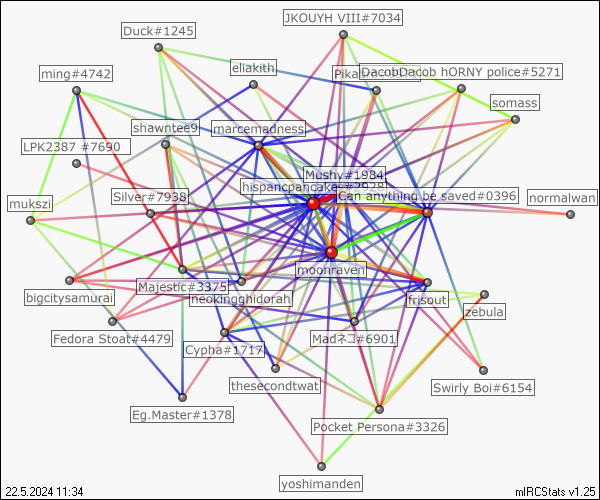 JKOUYH VIII#7034
Duck#1245
eliakith
ming#4742
DacobDacob hORNY police#5271
somass
shawntee9
marcemadness
LPK2387 #7690
Mushy#1984
hispancpancakes#2928
Silver#7938
Can anything be saved#0396
normalwan
mukszi
moonraven
Majestic#3375
bigcitysamurai
neokingghidorah
frisout
zebula
Fedora Stoat#4479
Cypha#1717
Madネコ#6901
thesecondtwat
Swirly Boi#6154
Eg.Master#1378
Pocket Persona#3326
yoshimanden
22.5.2024 11:34
mIRCStats v1.25